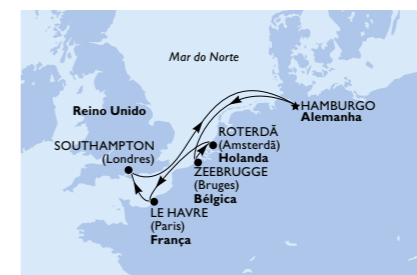 Mar do Norte
HAMBURGO
Alemanha
Reino Unido
ROTERDÃ
(Amsterdã)
Holanda
SOUTHAMPTON
(Londres)
ZEEBRUGGE
(Bruges)
Bélgica
LE HAVRE
(Paris)
França